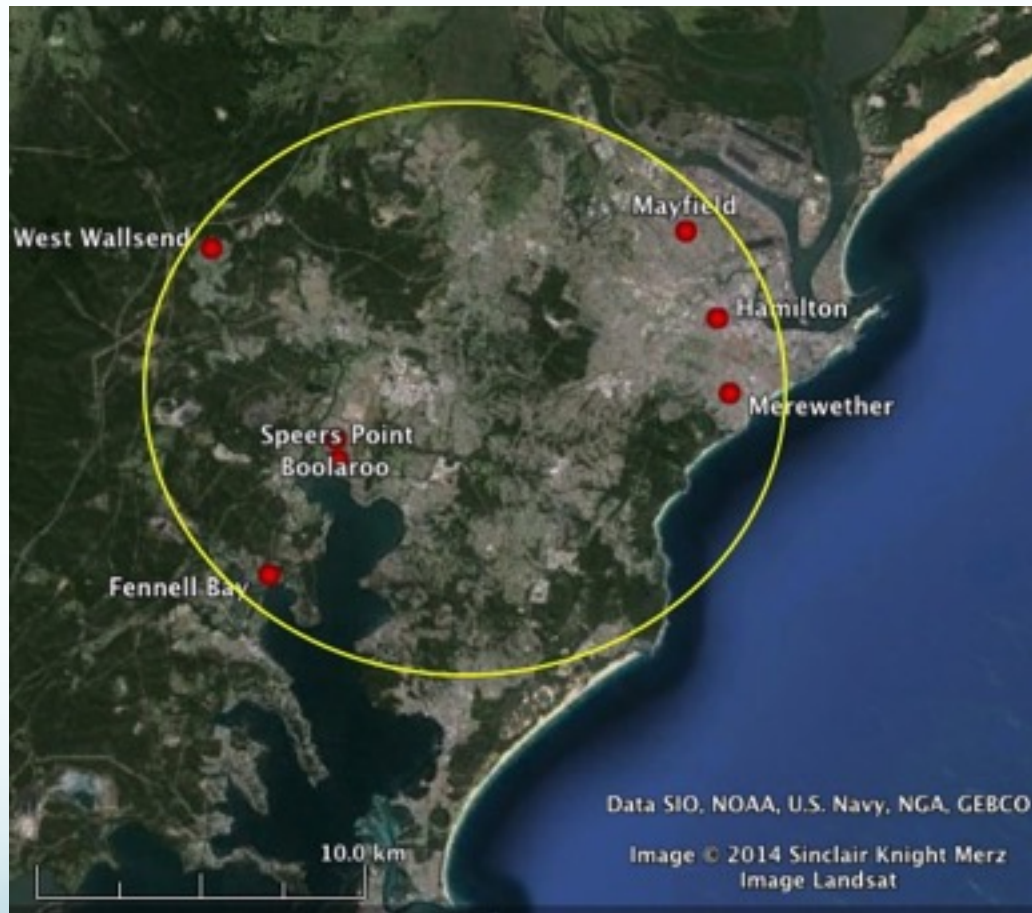 Mayfield
West Wallsend
Hamilton
Merewether
Speers Point
Boolaroo
Fennell Bay
Data SIO, NOAA, U.S. Navy, NGA, GEBCO
10.0 km
Image © 2014 Sinclair Knight Merz
Image Landsat